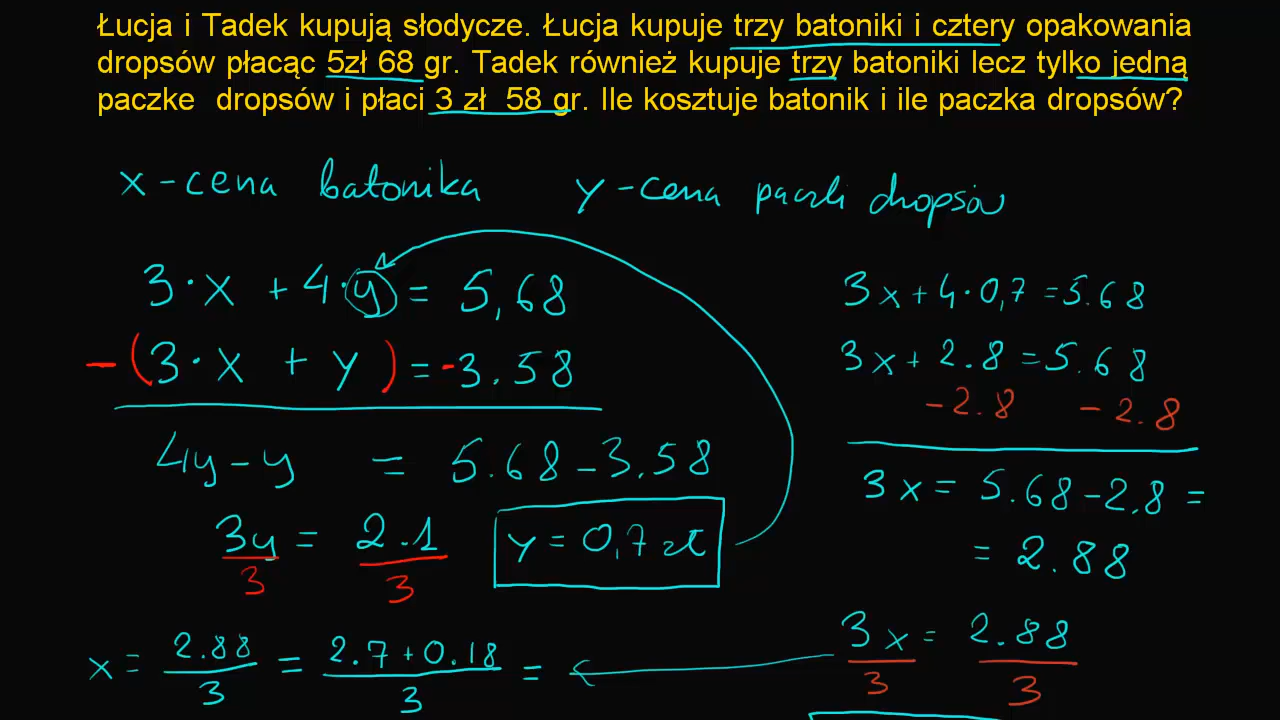 Łucja i Tadek kupują słodycze. Łucja kupuje trzy batoniki i cztery opakowania
dropsów płacąc 5zł 68 gr. Tadek również kupuje trzy batoniki lecz tylko jedną
paczke dropsów i płaci 3 zł 58 gr. Ile kosztuje batonik i ile paczka dropsów?
x - cena batonika y - cena paczki dropsów
3·x + 4·y = 5,68
-(3·x + y) = -3.58
4y - y = 5.68 - 3.58
3y = 2.1 y = 0,7 zł
3 3
x = 2.88/3 = 2.7+0.18/3 =
3x + 4·0,7 = 5.68
3x + 2.8 = 5.68
-2.8 -2.8
3x = 5.68 - 2,8 =
= 2.88
3x = 2.88
3 3